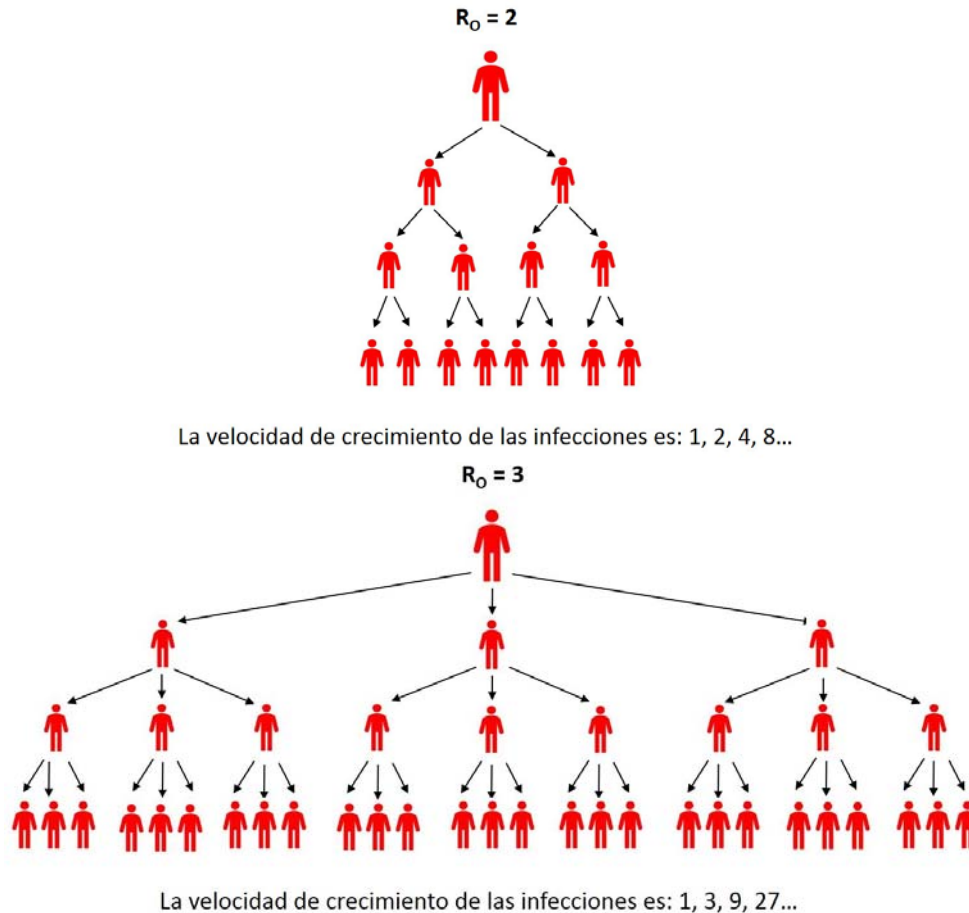 R₀ = 2
La velocidad de crecimiento de las infecciones es: 1, 2, 4, 8...
R₀ = 3
La velocidad de crecimiento de las infecciones es: 1, 3, 9, 27...